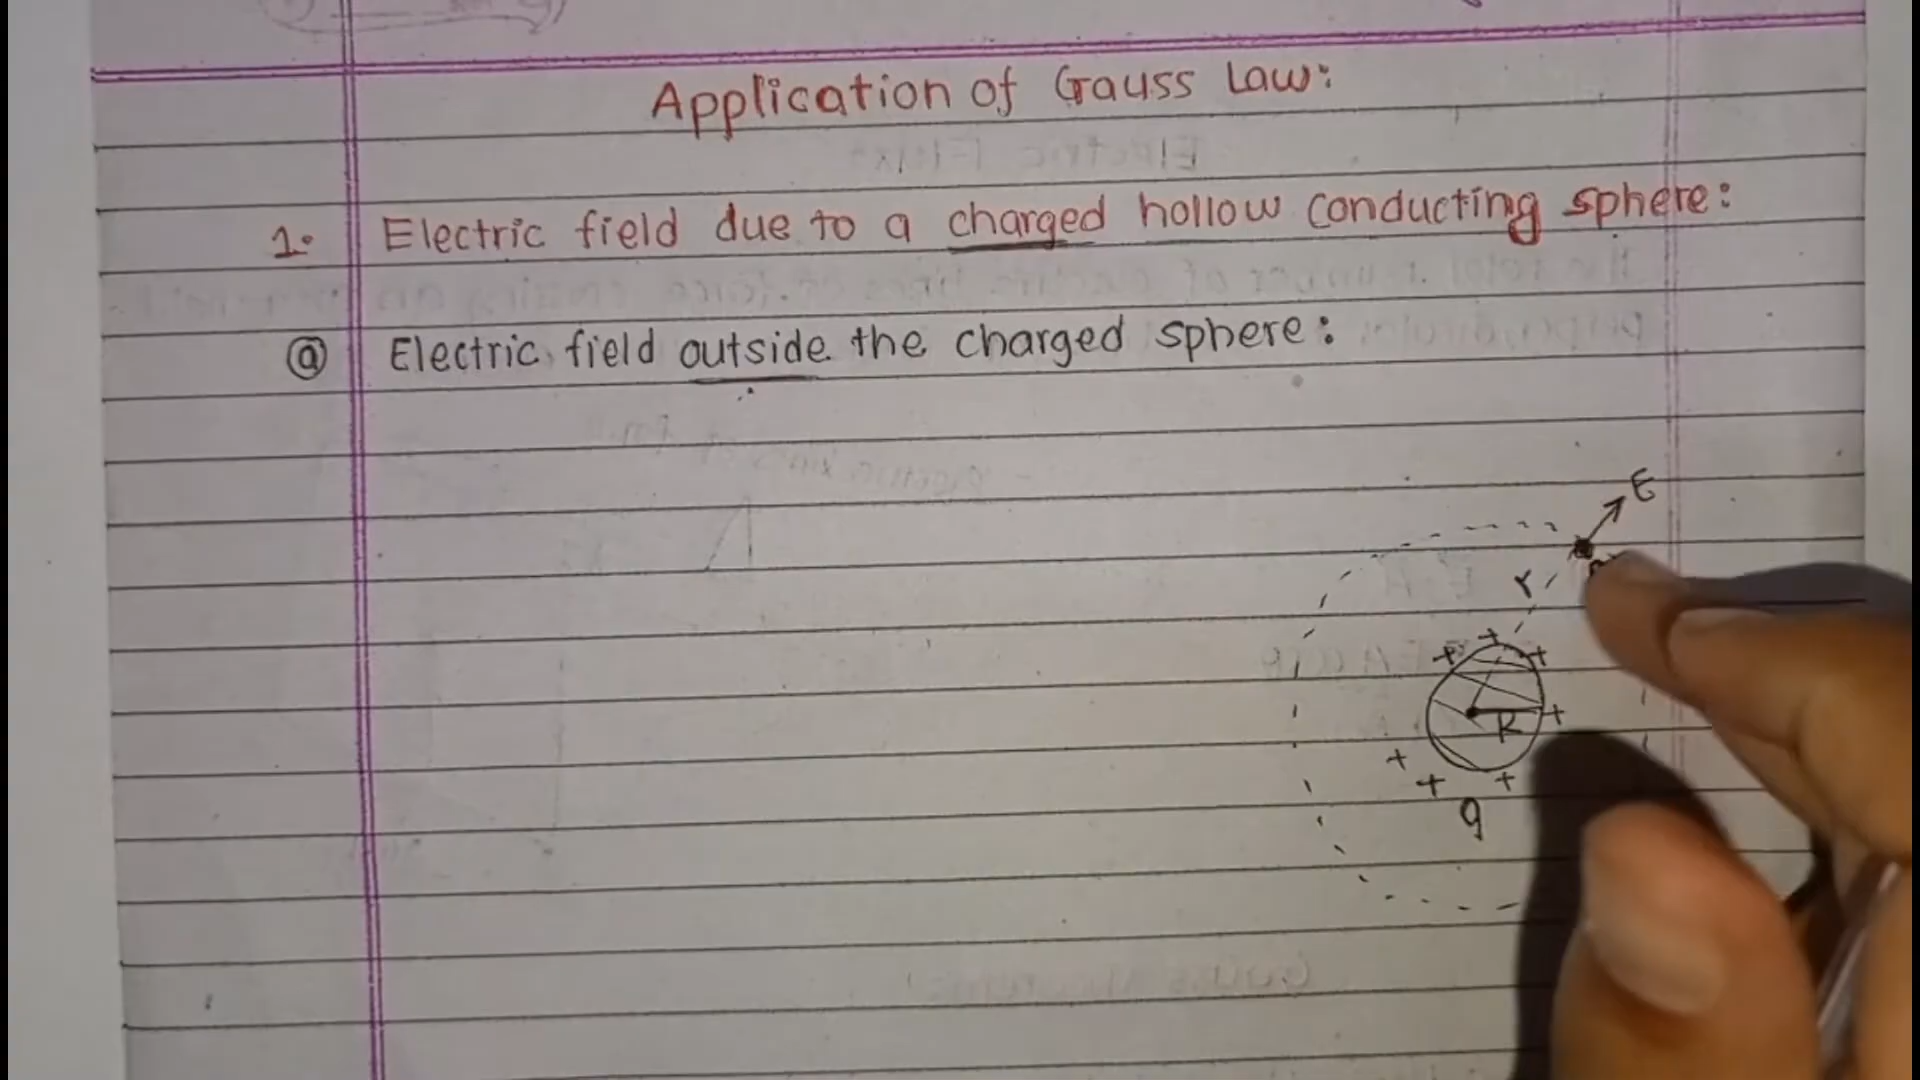 Application of Gauss Law:
1. Electric field due to a charged hollow conducting sphere:
ⓐ Electric field outside the charged sphere:
E
r
+ + +
R +
+ + +
q